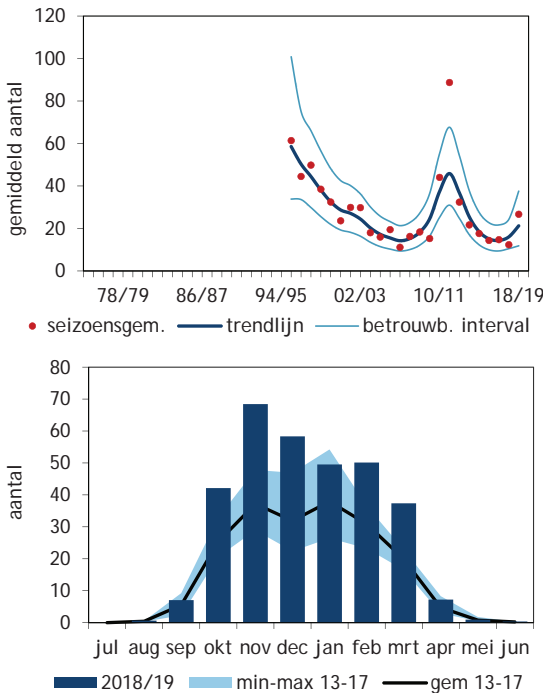 120
100
80
60
40
20
0
gemiddeld aantal
78/79 86/87 94/95 02/03 10/11 18/19
seizoensgem. trendlijn betrouwb. interval
80
70
60
50
40
30
20
10
0
aantal
jul aug sep okt nov dec jan feb mrt apr mei jun
2018/19 min-max 13-17 gem 13-17